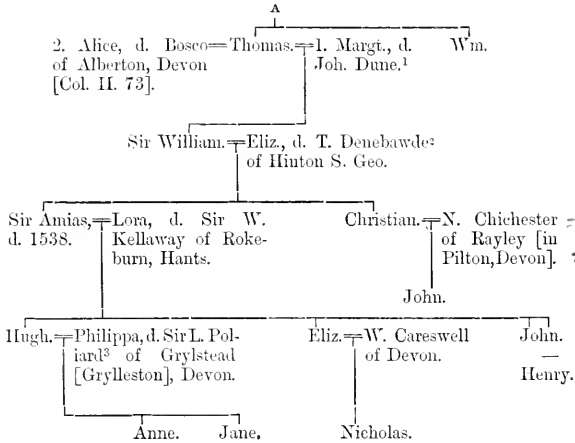 A
2. Alice, d. Bosco=Thomas.=1. Margt., d. Wm.
of Alberton, Devon Joh. Dune.¹
[Col. II. 73].
Sir William.=Eliz., d. T. Denebawde²
of Hinton S. Geo.
Sir Amias,=Lora, d. Sir W. Christian.=N. Chichester =
d. 1538. Kellaway of Roke- of Rayley [in
burn, Hants. Pilton, Devon].
John.
Hugh.=Philippa, d. Sir L. Pol- Eliz.=W. Careswell John.
iard³ of Grylstead of Devon. —
[Grylleston], Devon. Henry.
Anne. Jane. Nicholas.